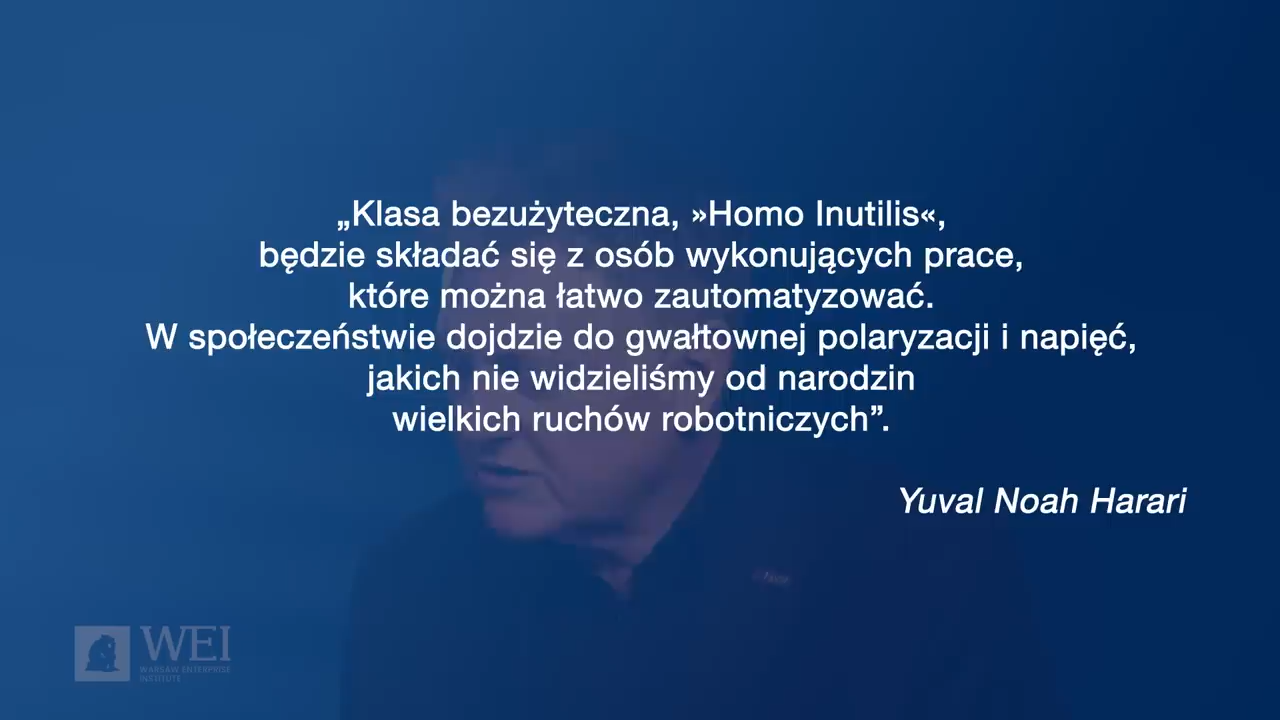 „Klasa bezużyteczna, »Homo Inutilis«,
będzie składać się z osób wykonujących prace,
które można łatwo zautomatyzować.
W społeczeństwie dojdzie do gwałtownej polaryzacji i napięć,
jakich nie widzieliśmy od narodzin
wielkich ruchów robotniczych”.
Yuval Noah Harari
WEI
WARSAW ENTERPRISE
INSTITUTE